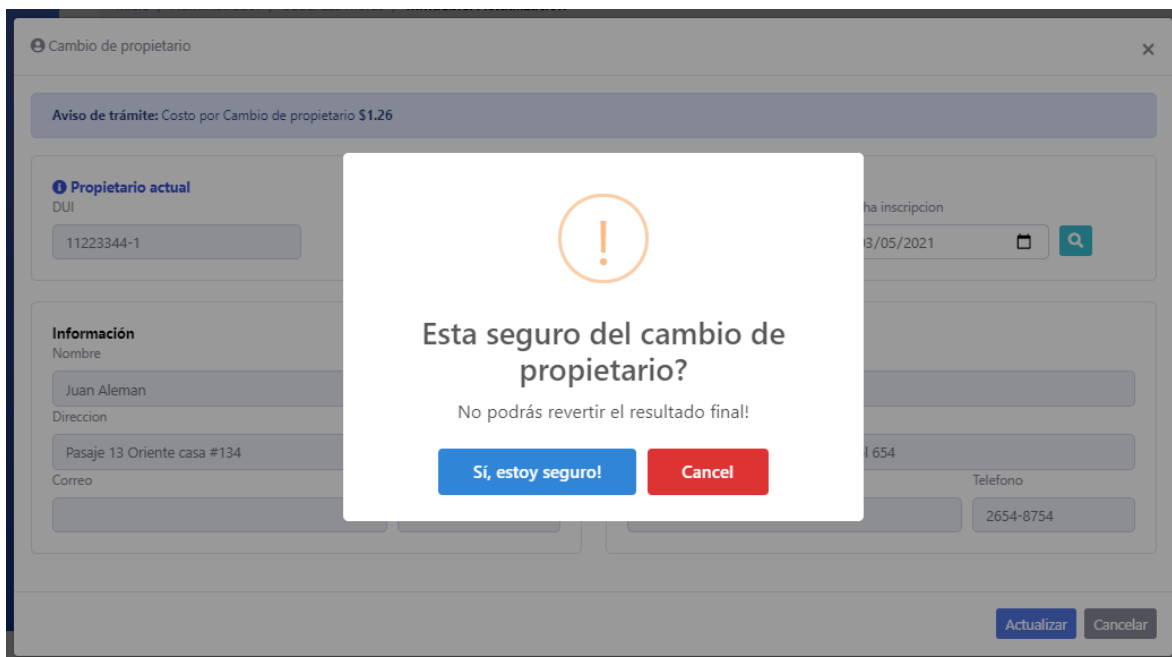 Cambio de propietario
Aviso de trámite: Costo por Cambio de propietario $1.26
Propietario actual
DUI
11223344-1
ha inscripcion
3/05/2021
Esta seguro del cambio de
propietario?
No podrás revertir el resultado final!
Sí, estoy seguro!
Cancel
Información
Nombre
Juan Aleman
Direccion
Pasaje 13 Oriente casa #134
654
Correo
Telefono
2654-8754
Actualizar
Cancelar